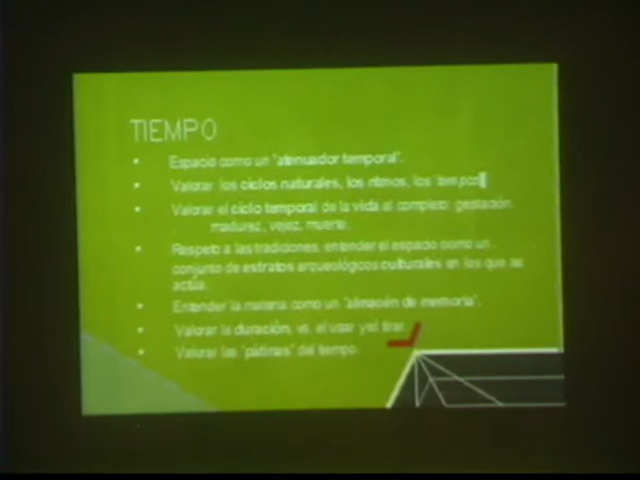 TIEMPO
• Espacio como un "atenuador temporal".
• Valorar los ciclos naturales, los ritmos, los "tempos
• Valorar el ciclo temporal de la vida al completo: gestación,
madurez, vejez, muerte.
• Respeto a las tradiciones, entender el espacio como un
conjunto de estratos arqueológicos culturales en los que se
actúa.
• Entender la materia como un "almacén de memoria".
• Valorar la duración, vs. el usar y el tirar.
• Valorar las "pátinas" del tiempo.